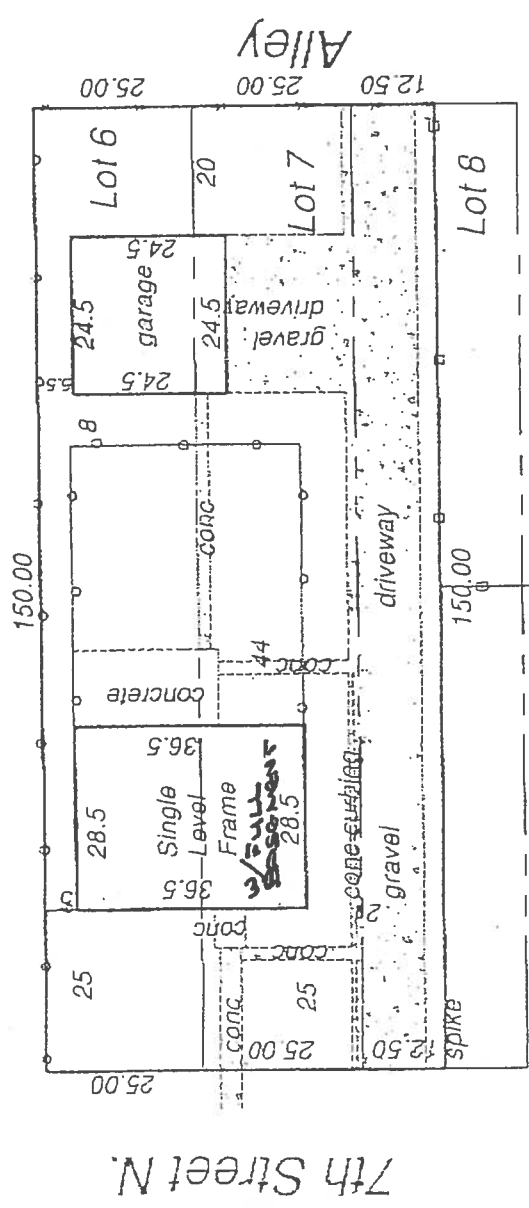 Alley
25.00
25.00
12.50
Lot 6
20
Lot 7
Lot 8
24.5
24.5
garage
24.5
24.5
gravel
driveway
5.5
8
150.00
conc
driveway
150.00
44
conc
concrete
36.5
28.5
Single
Level
Frame
W/FULL
BASEMENT
28.5
36.5
conc curbing
gravel
3
2
conc
conc
25
25
conc
25.00
25.00
12.50
spike
7th Street N.